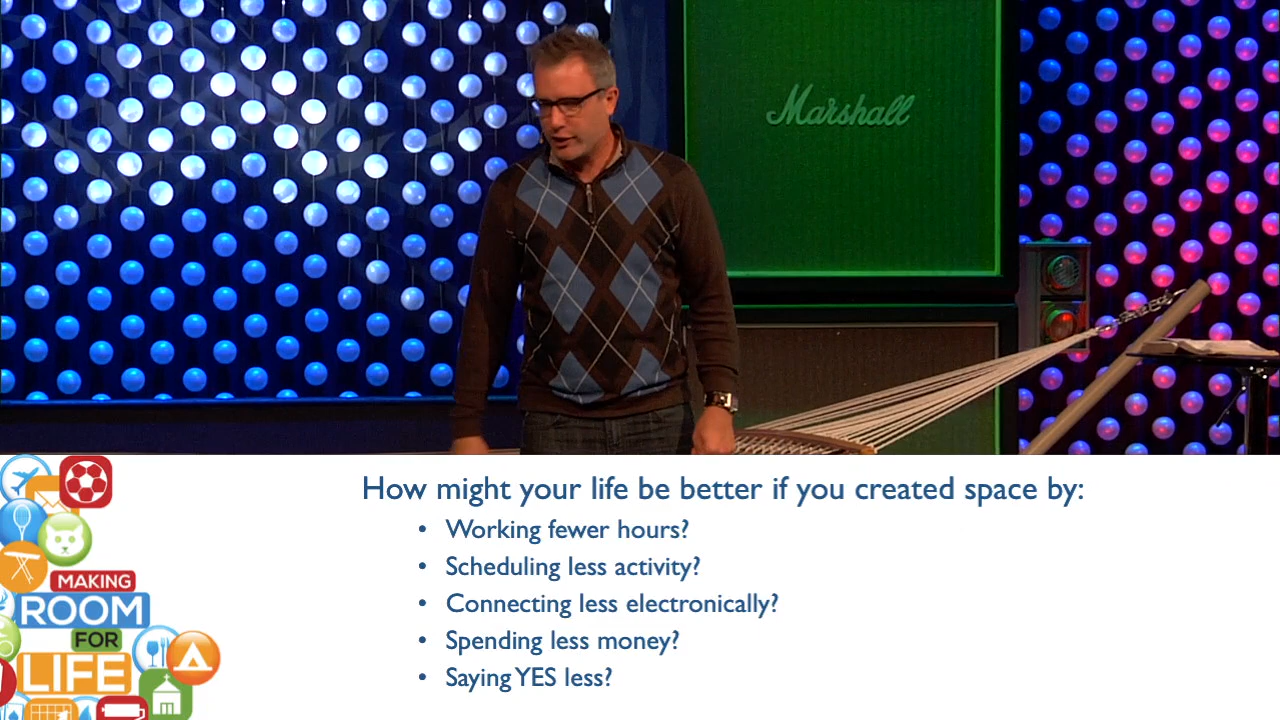 Marshall
How might your life be better if you created space by:
• Working fewer hours?
• Scheduling less activity?
• Connecting less electronically?
• Spending less money?
• Saying YES less?
MAKING
ROOM
FOR
LIFE